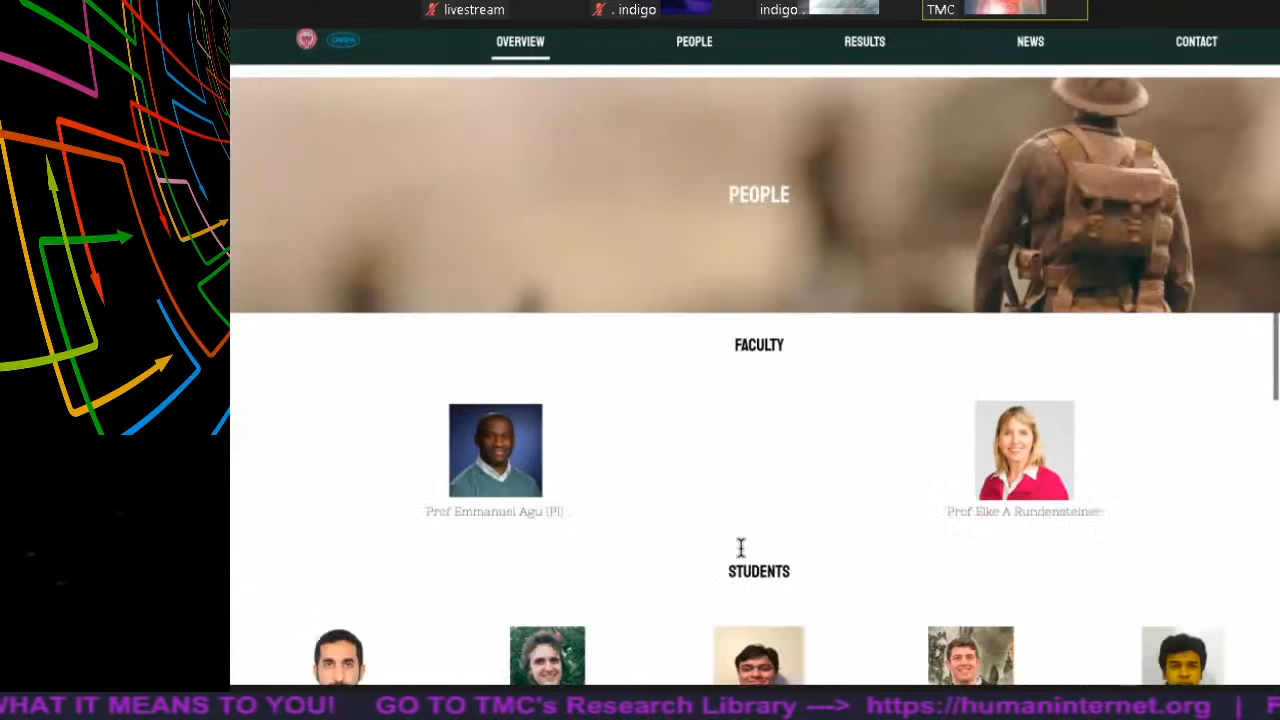 livestream
. indigo
indigo .
TMC
OVERVIEW
PEOPLE
RESULTS
NEWS
CONTACT
PEOPLE
FACULTY
Prof Emmanuel Agu (PI)
Prof Elke A Rundensteiner
STUDENTS
WHAT IT MEANS TO YOU! GO TO TMC's Research Library ---> https://humaninternet.org | F